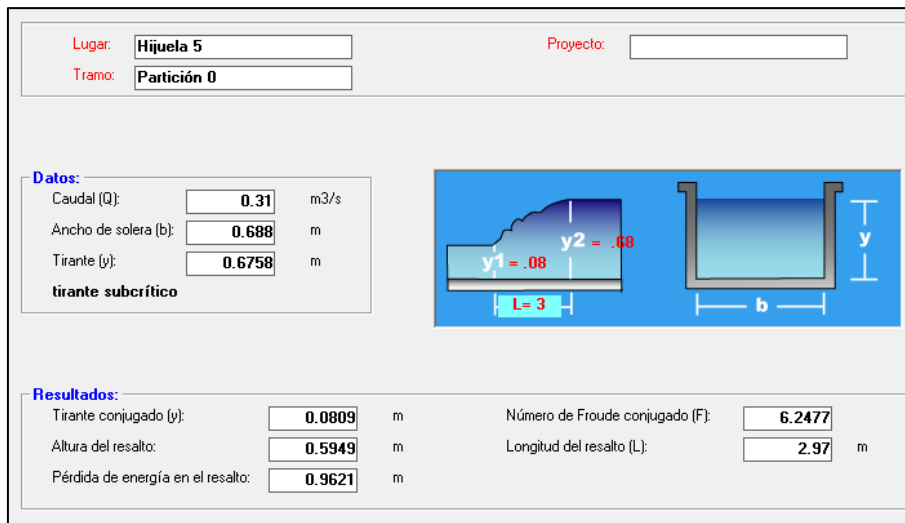 Lugar: Hijuela 5 Proyecto:
Tramo: Partición 0
Datos:
Caudal (Q): 0.31 m3/s
Ancho de solera (b): 0.688 m
Tirante (y): 0.6758 m
tirante subcrítico
y1 = .08
y2 = .68
L= 3
y
b
Resultados:
Tirante conjugado (y): 0.0809 m Número de Froude conjugado (F): 6.2477
Altura del resalto: 0.5949 m Longitud del resalto (L): 2.97 m
Pérdida de energía en el resalto: 0.9621 m